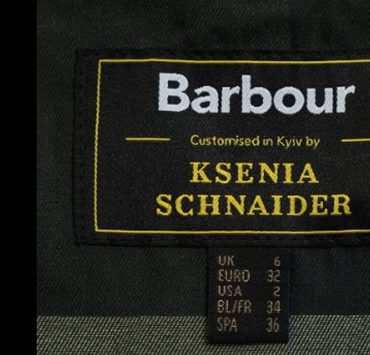 Barbour
Customised in Kyiv by
KSENIA
SCHNAIDER
UK 6
EURO 32
USA 2
BL/FR 34
SPA 36